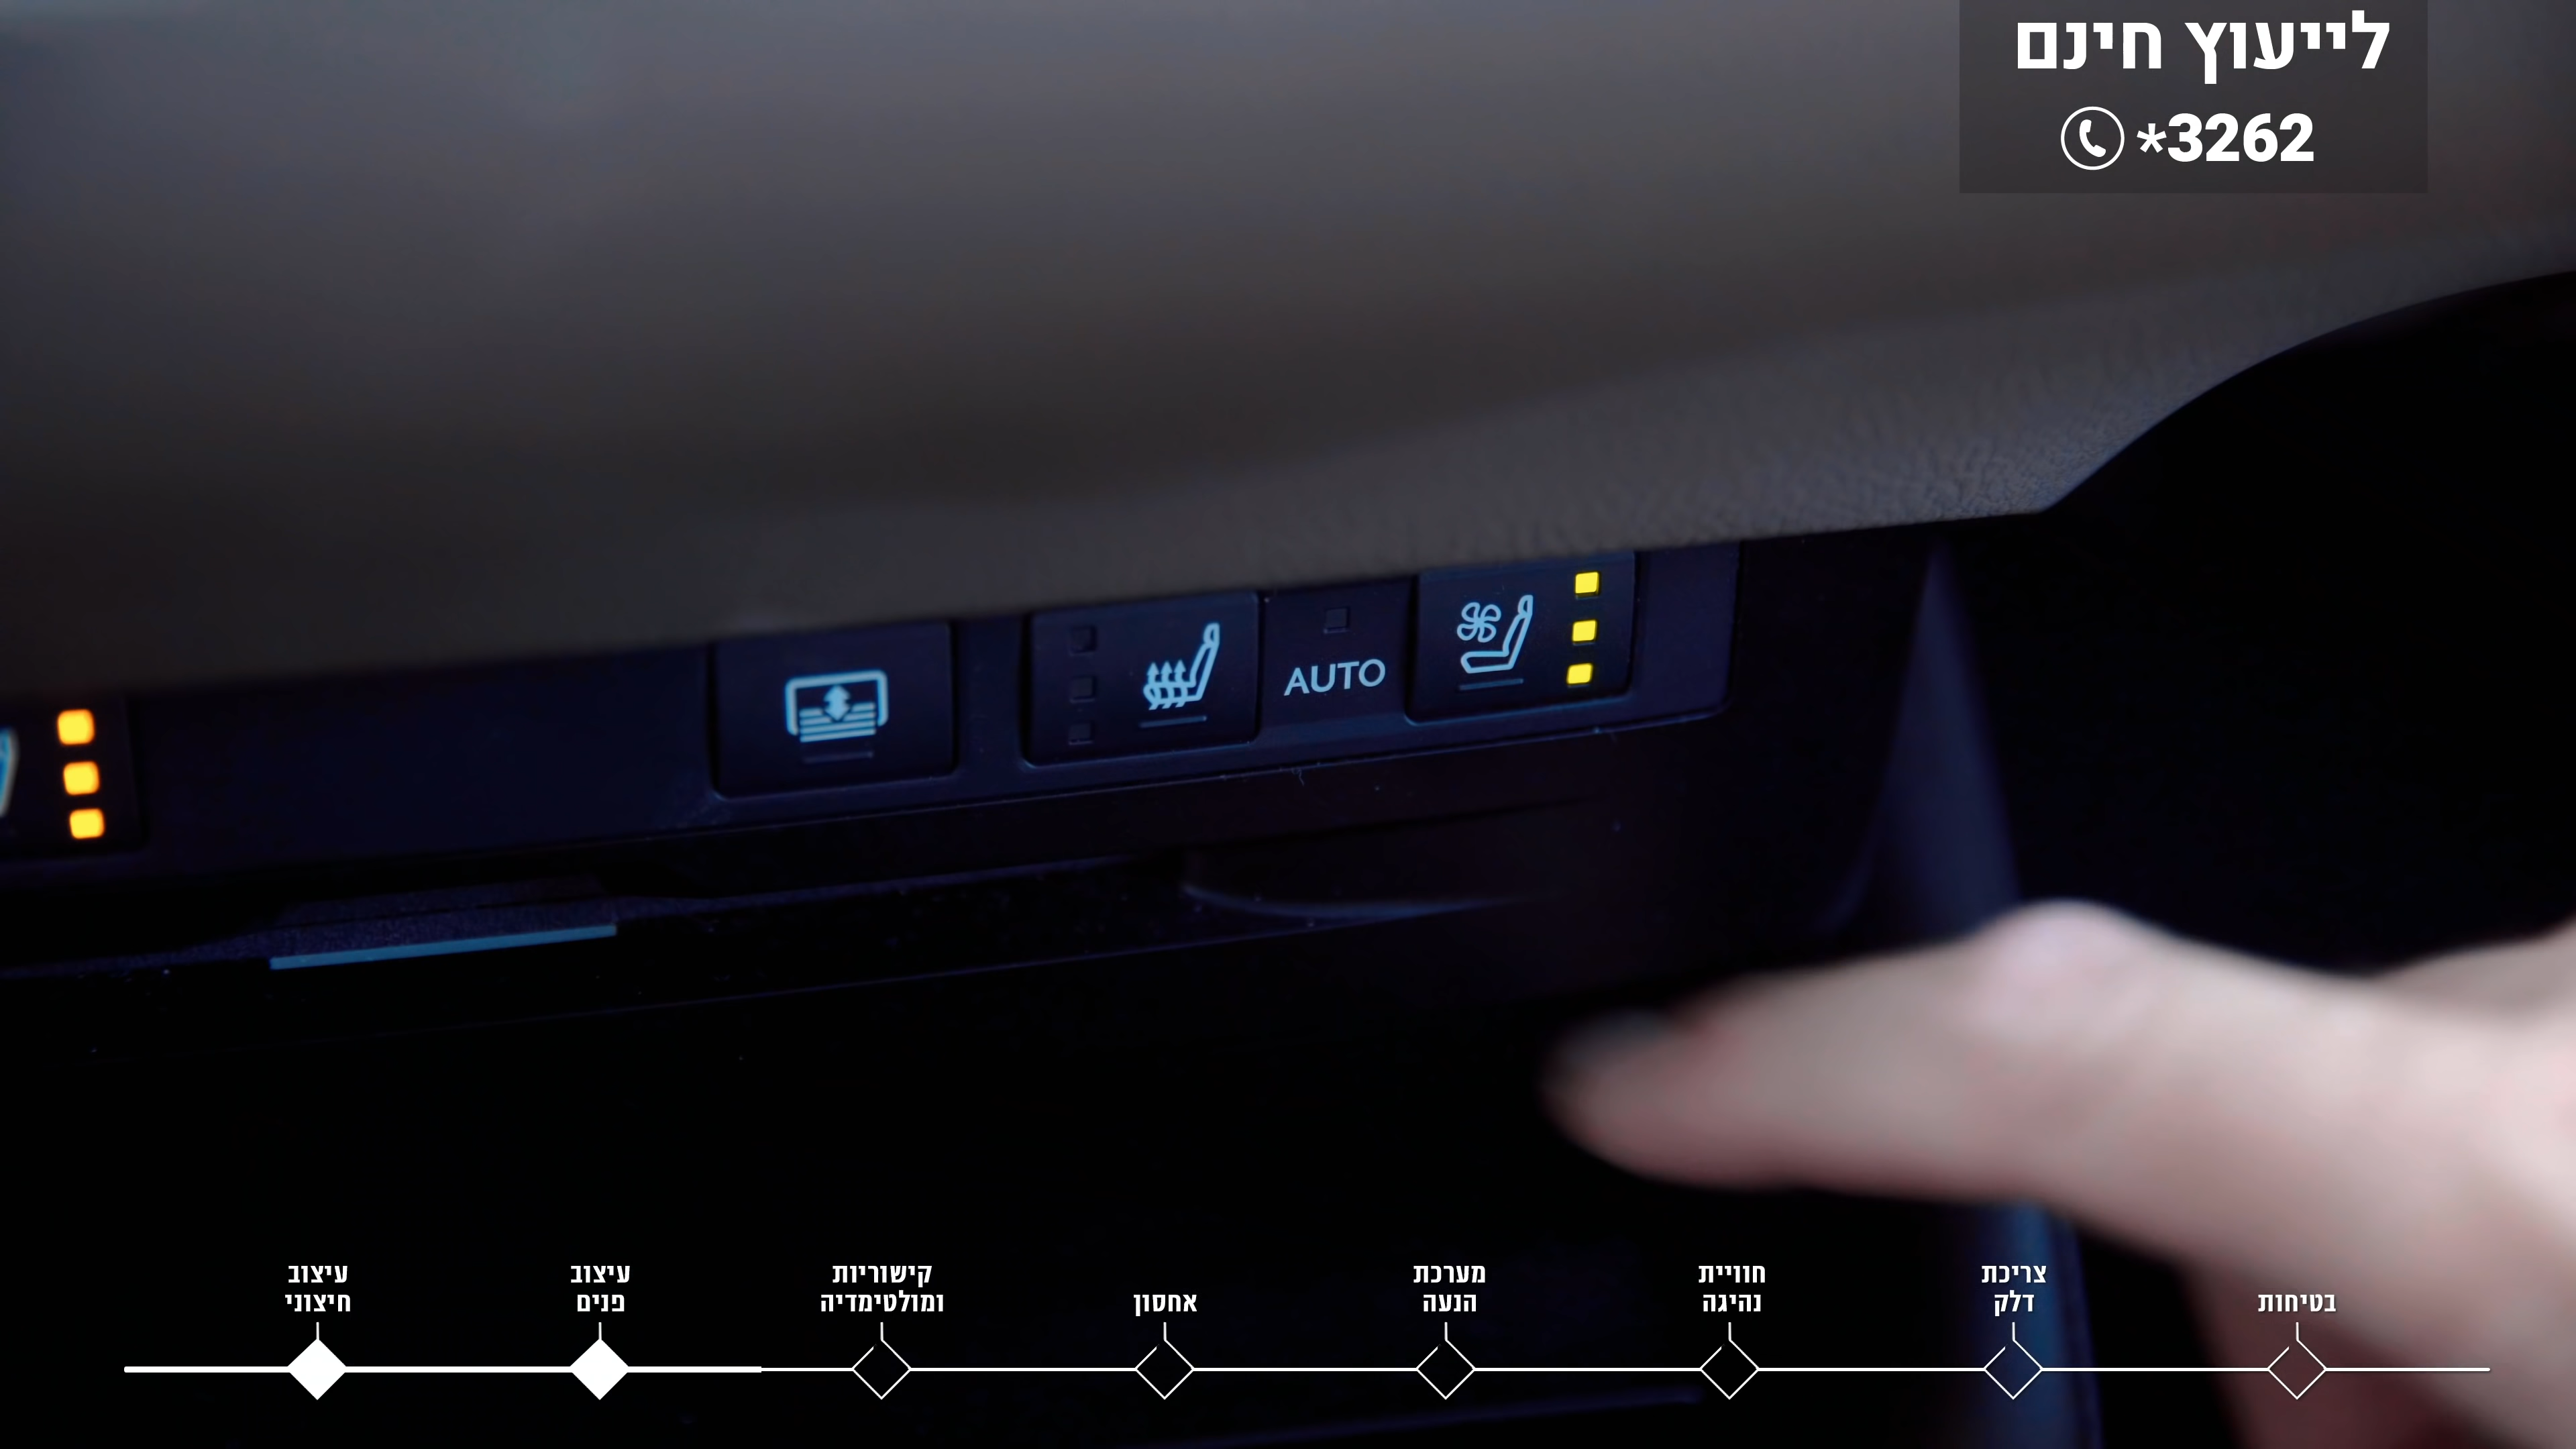 לייעוץ חינם
*3262
AUTO
עיצוב
חיצוני
עיצוב
פנים
קישוריות
ומולטימדיה
אחסון
מערכת
הנעה
חוויית
נהיגה
צריכת
דלק
בטיחות